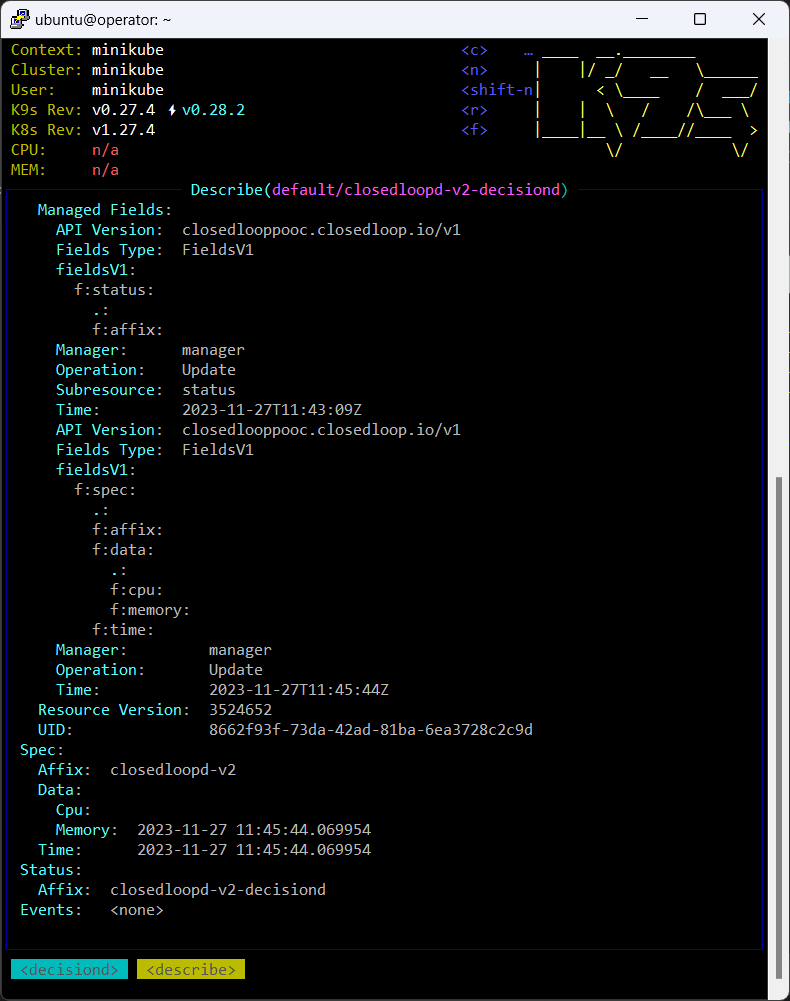 ubuntu@operator: ~
Context: minikube <c> …
Cluster: minikube <n>
User: minikube <shift-n
K9s Rev: v0.27.4 ⚡v0.28.2 <r>
K8s Rev: v1.27.4 <f>
CPU: n/a
MEM: n/a
K9s
Describe(default/closedloopd-v2-decisiond)
Managed Fields:
API Version: closedlooppooc.closedloop.io/v1
Fields Type: FieldsV1
fieldsV1:
f:status:
.:
f:affix:
Manager: manager
Operation: Update
Subresource: status
Time: 2023-11-27T11:43:09Z
API Version: closedlooppooc.closedloop.io/v1
Fields Type: FieldsV1
fieldsV1:
f:spec:
.:
f:affix:
f:data:
.:
f:cpu:
f:memory:
f:time:
Manager: manager
Operation: Update
Time: 2023-11-27T11:45:44Z
Resource Version: 3524652
UID: 8662f93f-73da-42ad-81ba-6ea3728c2c9d
Spec:
Affix: closedloopd-v2
Data:
Cpu:
Memory: 2023-11-27 11:45:44.069954
Time: 2023-11-27 11:45:44.069954
Status:
Affix: closedloopd-v2-decisiond
Events: <none>
<decisiond> <describe>